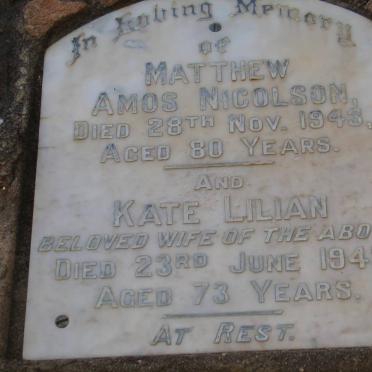 In Loving Memory
of
MATTHEW
AMOS NICOLSON,
DIED 28TH NOV. 1943,
AGED 80 YEARS.
AND
KATE LILIAN
BELOVED WIFE OF THE ABO
DIED 23RD JUNE 194
AGED 73 YEARS.
AT REST.